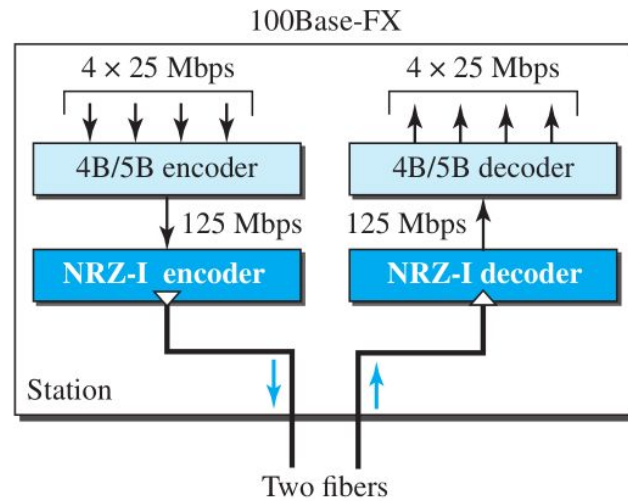 100Base-FX
4 × 25 Mbps
4 × 25 Mbps
4B/5B encoder
4B/5B decoder
125 Mbps
125 Mbps
NRZ-I encoder
NRZ-I decoder
Station
Two fibers